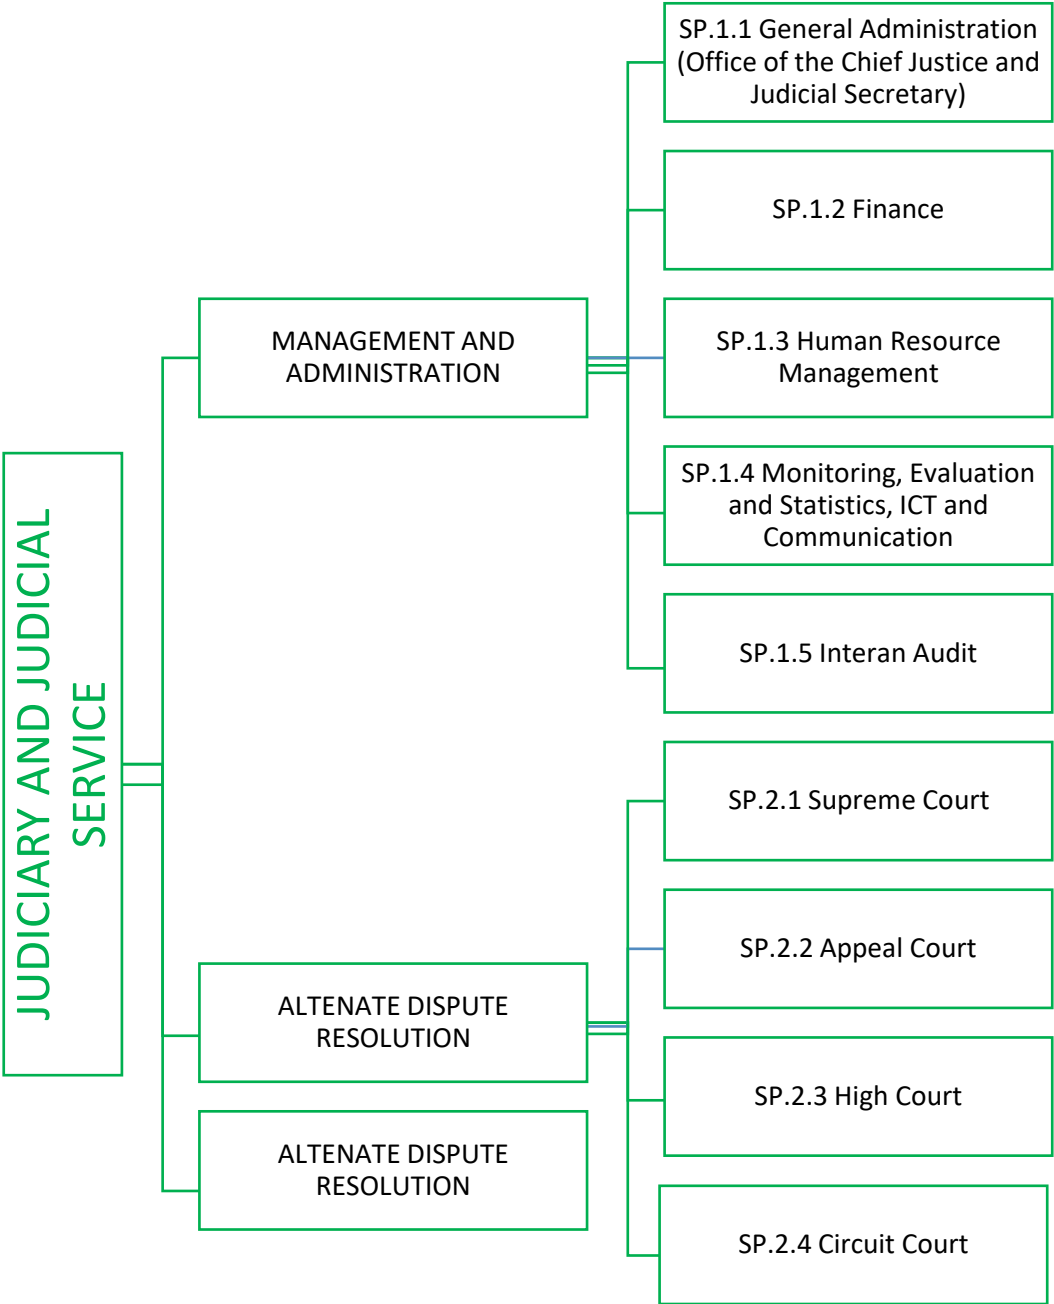 JUDICIARY AND JUDICIAL
SERVICE
MANAGEMENT AND
ADMINISTRATION
SP.1.1 General Administration
(Office of the Chief Justice and
Judicial Secretary)
SP.1.2 Finance
SP.1.3 Human Resource
Management
SP.1.4 Monitoring, Evaluation
and Statistics, ICT and
Communication
SP.1.5 Interan Audit
ALTENATE DISPUTE
RESOLUTION
SP.2.1 Supreme Court
SP.2.2 Appeal Court
SP.2.3 High Court
SP.2.4 Circuit Court
ALTENATE DISPUTE
RESOLUTION